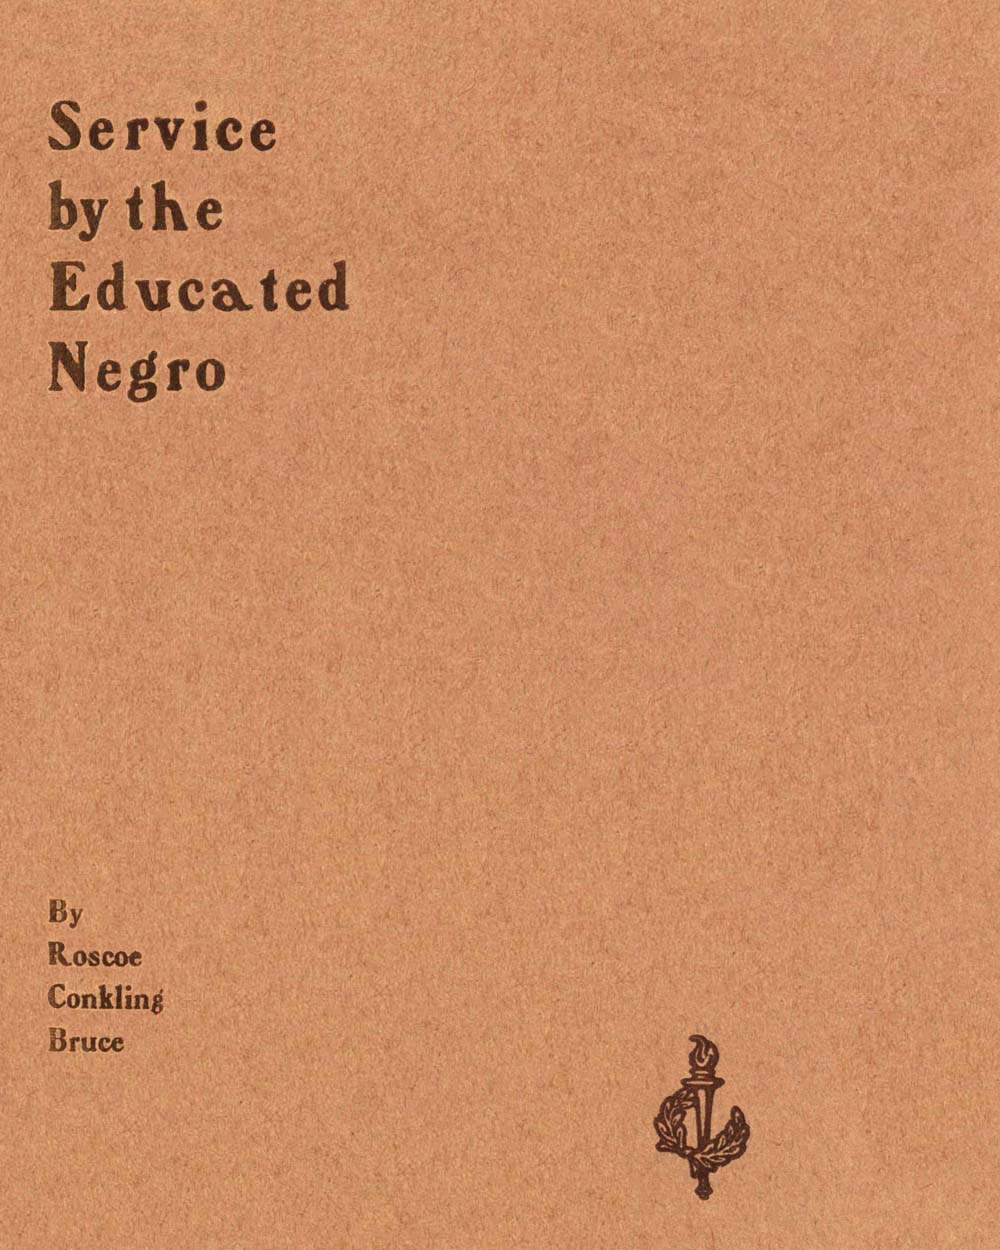 Service
by the
Educated
Negro
By
Roscoe
Conkling
Bruce